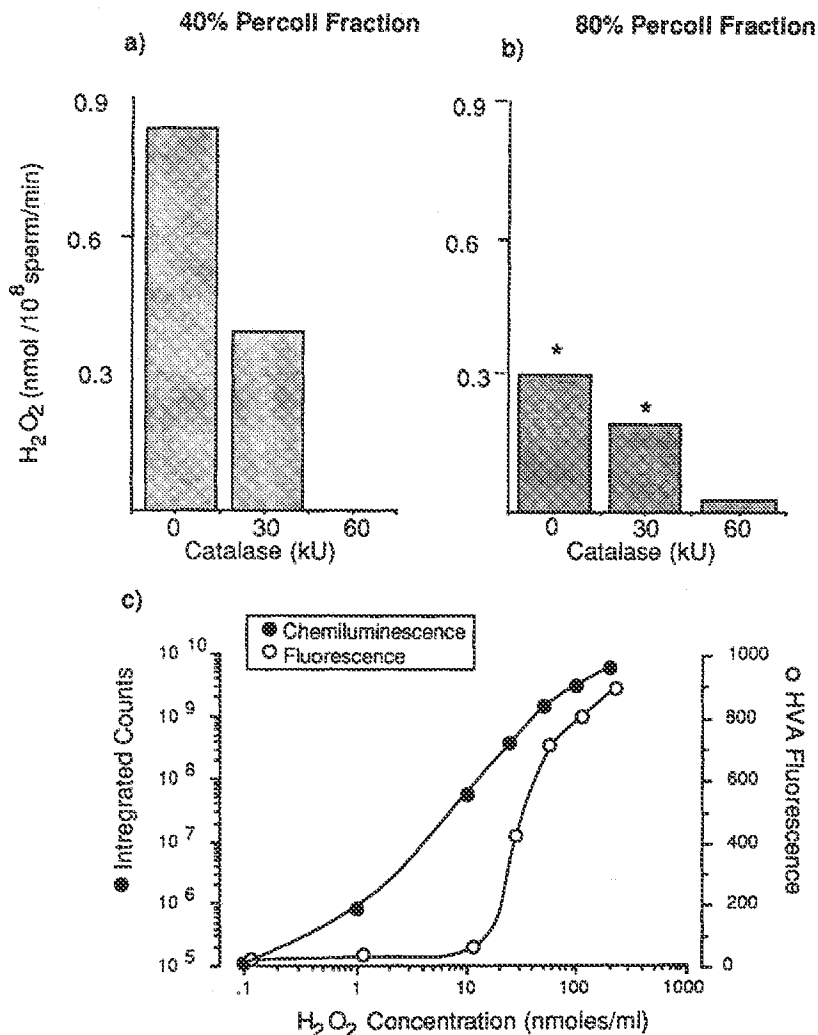 40% Percoll Fraction
80% Percoll Fraction
a)
b)
H2O2 (nmol /10^8 sperm/min)
0.9
0.6
0.3
0.9
0.6
0.3
*
*
0 30 60
Catalase (kU)
0 30 60
Catalase (kU)
c)
Chemiluminescence
Fluorescence
Intregrated Counts
10^10
10^9
10^8
10^7
10^6
10^5
1000
800
600
400
200
0
HVA Fluorescence
.1 1 10 100 1000
H2O2 Concentration (nmoles/ml)